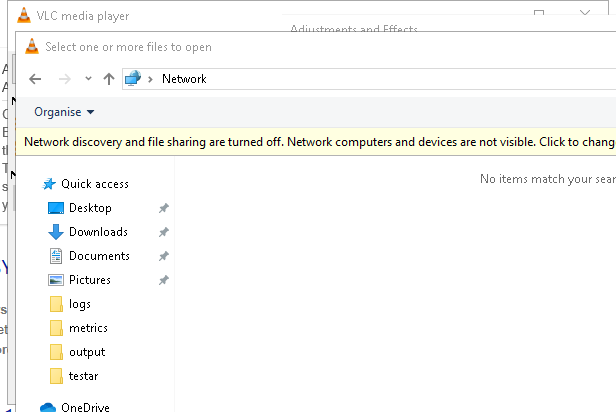 VLC media player
Adjustments and Effects
Select one or more files to open
Network
Organise
Network discovery and file sharing are turned off. Network computers and devices are not visible. Click to chang
No items match your sear
Quick access
Desktop
Downloads
Documents
Pictures
logs
metrics
output
testar
OneDrive